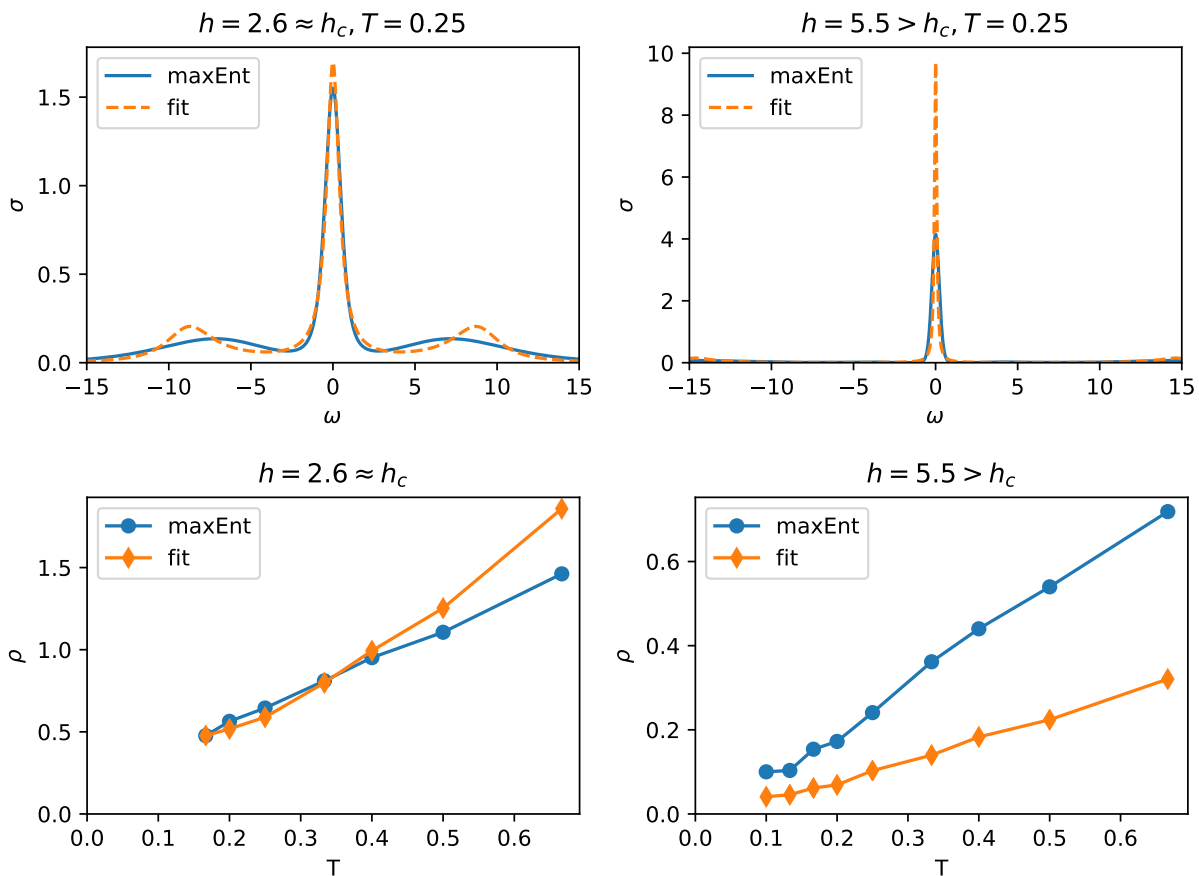 h = 2.6 ≈ h_c, T = 0.25
σ
1.5
1.0
0.5
0.0
maxEnt
fit
−15 −10 −5 0 5 10 15
ω
h = 5.5 > h_c, T = 0.25
σ
10
8
6
4
2
0
maxEnt
fit
−15 −10 −5 0 5 10 15
ω
h = 2.6 ≈ h_c
ρ
1.5
1.0
0.5
0.0
maxEnt
fit
0.0 0.1 0.2 0.3 0.4 0.5 0.6
T
h = 5.5 > h_c
ρ
0.6
0.4
0.2
0.0
maxEnt
fit
0.0 0.1 0.2 0.3 0.4 0.5 0.6
T